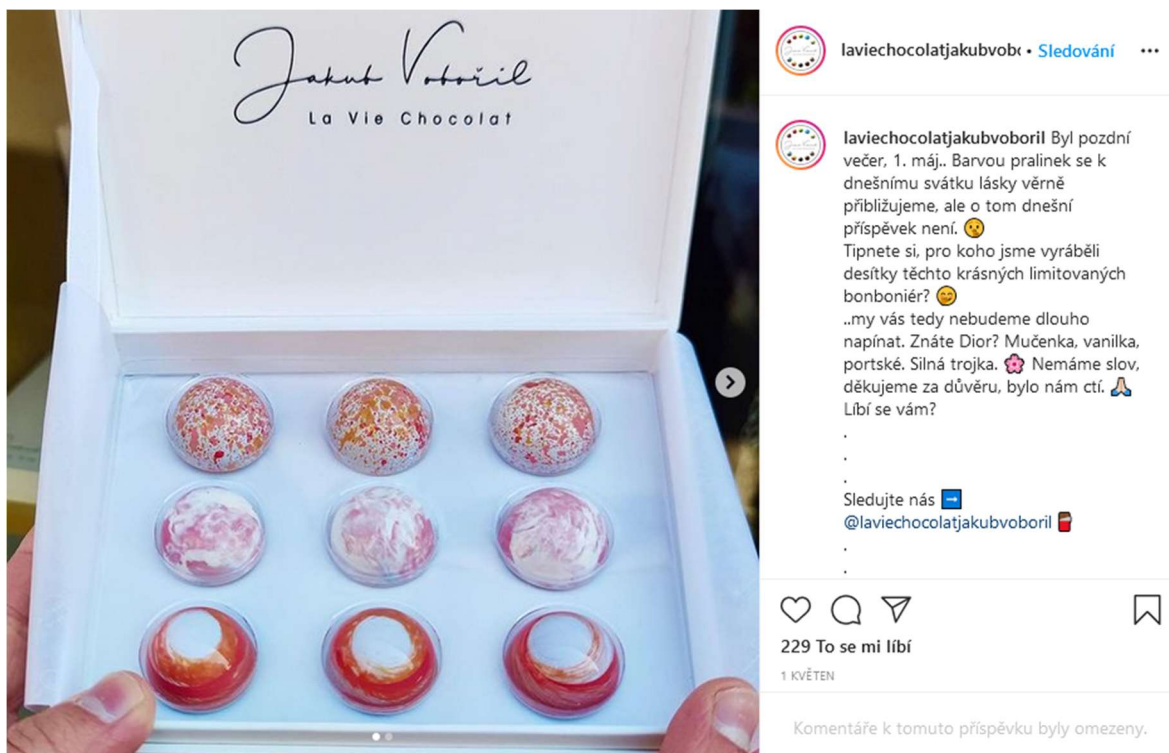 Jakub Vobořil
La Vie Chocolat
laviechocolatjakubvobo • Sledování
laviechocolatjakubvoboril Byl pozdní
večer, 1. máj.. Barvou pralinek se k
dnešnímu svátku lásky věrně
přibližujeme, ale o tom dnešní
příspěvek není. 🤫
Tipnete si, pro koho jsme vyráběli
desítky těchto krásných limitovaných
bonboniér? 😊
..my vás tedy nebudeme dlouho
napínat. Znáte Dior? Mučenka, vanilka,
portské. Silná trojka. 🌸 Nemáme slov,
děkujeme za důvěru, bylo nám ctí. 🙏🏻
Líbí se vám?
.
.
.
Sledujte nás ➡️
@laviechocolatjakubvoboril 🍫
.
.
229 To se mi líbí
1 KVĚTEN
Komentáře k tomuto příspěvku byly omezeny.